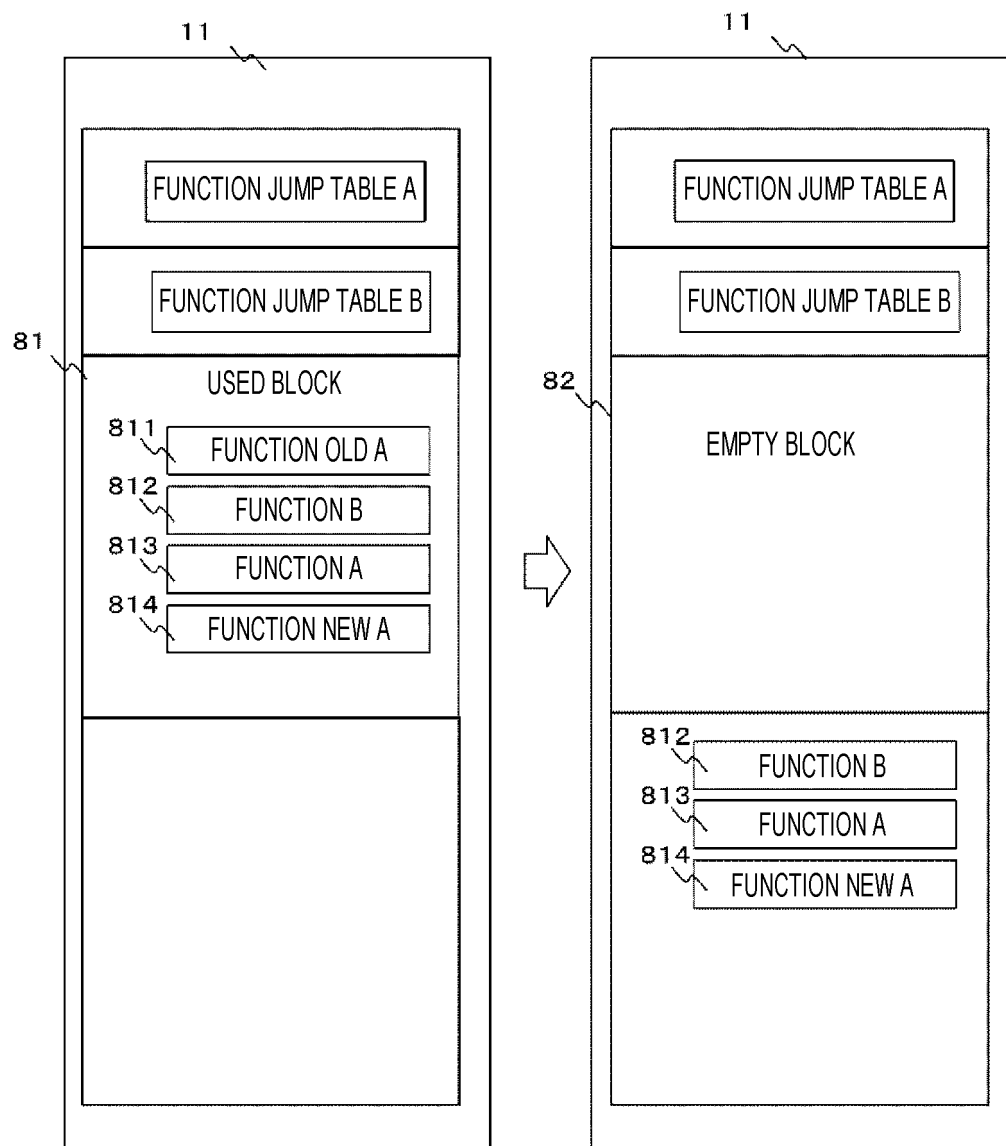 11
FUNCTION JUMP TABLE A
FUNCTION JUMP TABLE B
81
USED BLOCK
811
FUNCTION OLD A
812
FUNCTION B
813
FUNCTION A
814
FUNCTION NEW A
11
FUNCTION JUMP TABLE A
FUNCTION JUMP TABLE B
82
EMPTY BLOCK
812
FUNCTION B
813
FUNCTION A
814
FUNCTION NEW A